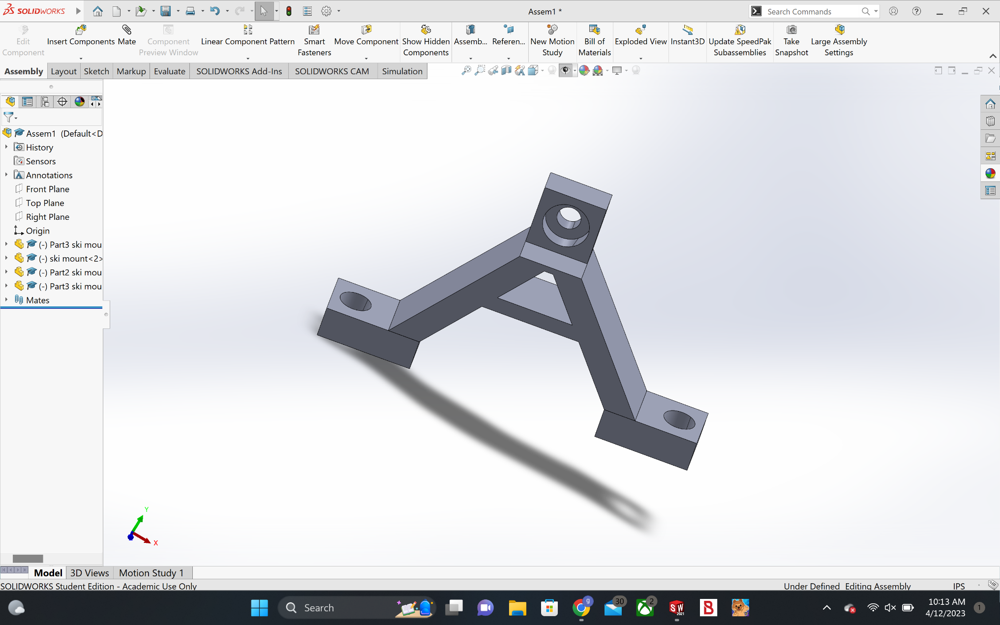 SOLIDWORKS
Assem1 *
Search Commands
Edit Component
Insert Components
Mate
Component Preview Window
Linear Component Pattern
Smart Fasteners
Move Component
Show Hidden Components
Assemb...
Referen...
New Motion Study
Bill of Materials
Exploded View
Instant3D
Update SpeedPak Subassemblies
Take Snapshot
Large Assembly Settings
Assembly
Layout
Sketch
Markup
Evaluate
SOLIDWORKS Add-Ins
SOLIDWORKS CAM
Simulation
Assem1 (Default<D
History
Sensors
Annotations
Front Plane
Top Plane
Right Plane
Origin
(-) Part3 ski mou
(-) ski mount<2>
(-) Part2 ski mou
(-) Part3 ski mou
Mates
Y
X
Model
3D Views
Motion Study 1
SOLIDWORKS Student Edition - Academic Use Only
Under Defined
Editing Assembly
IPS
Search
g
30
2
SW
2021
B
10:13 AM
4/12/2023
1